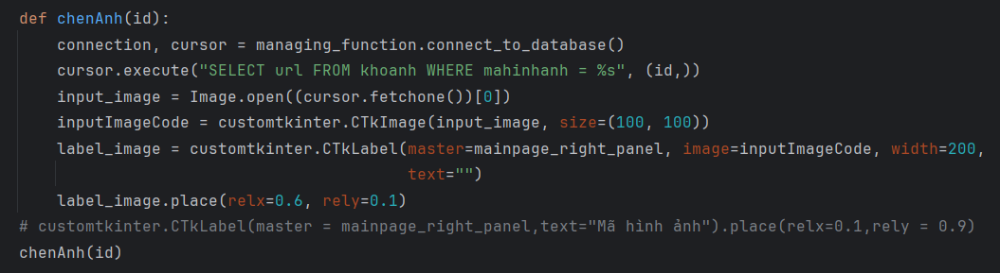 def chenAnh(id):
    connection, cursor = managing_function.connect_to_database()
    cursor.execute("SELECT url FROM khoanh WHERE mahinhanh = %s", (id,))
    input_image = Image.open((cursor.fetchone())[0])
    inputImageCode = customtkinter.CTkImage(input_image, size=(100, 100))
    label_image = customtkinter.CTkLabel(master=mainpage_right_panel, image=inputImageCode, width=200,
                                         text="")
    label_image.place(relx=0.6, rely=0.1)
# customtkinter.CTkLabel(master = mainpage_right_panel,text="Mã hình ảnh").place(relx=0.1,rely = 0.9)
chenAnh(id)